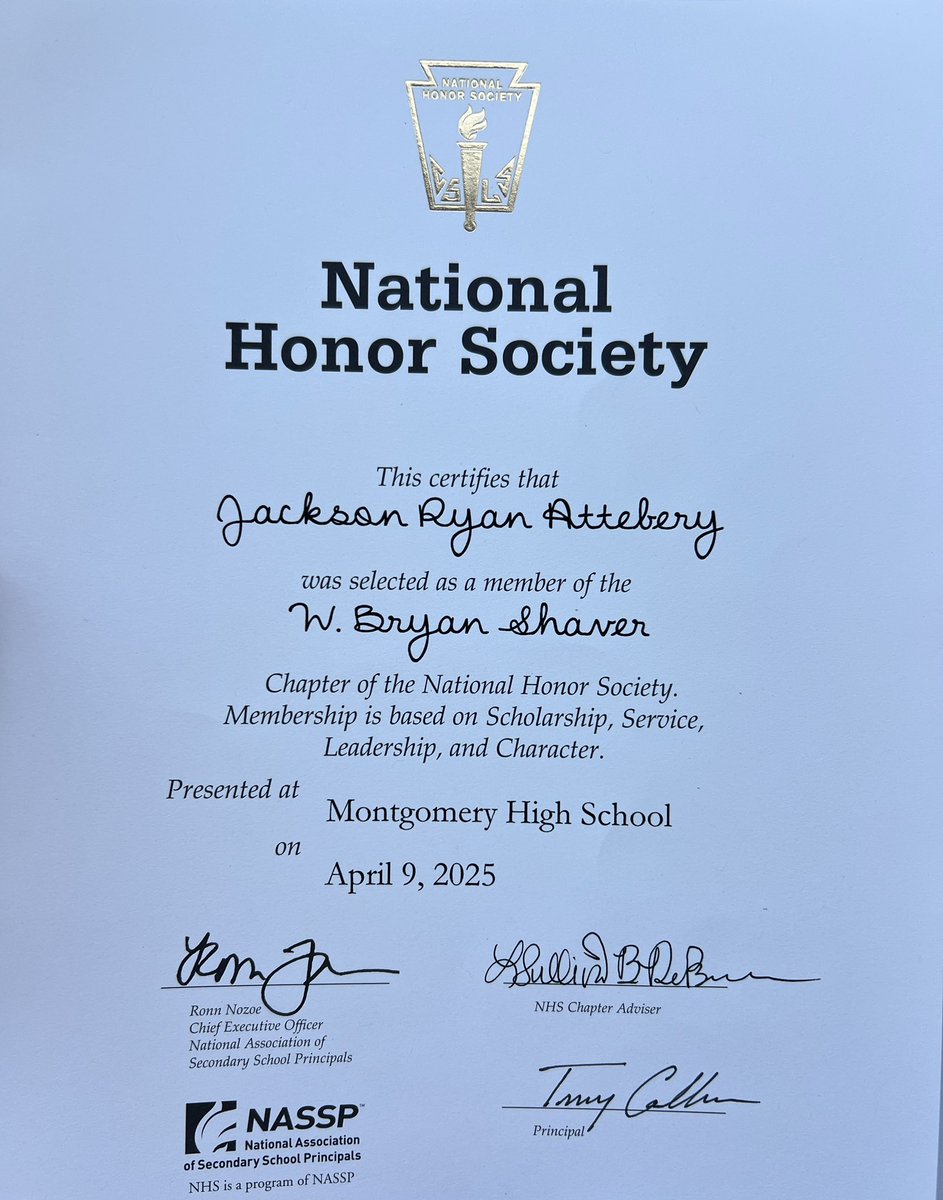 NATIONAL
HONOR SOCIETY
C S L S
National
Honor Society
This certifies that
Jackson Ryan Attebery
was selected as a member of the
W. Bryan Shaver
Chapter of the National Honor Society.
Membership is based on Scholarship, Service,
Leadership, and Character.
Presented at
Montgomery High School
on
April 9, 2025
Ronn Nozoe
Chief Executive Officer
National Association of
Secondary School Principals
NHS Chapter Adviser
Principal
NASSP™
National Association
of Secondary School Principals
NHS is a program of NASSP